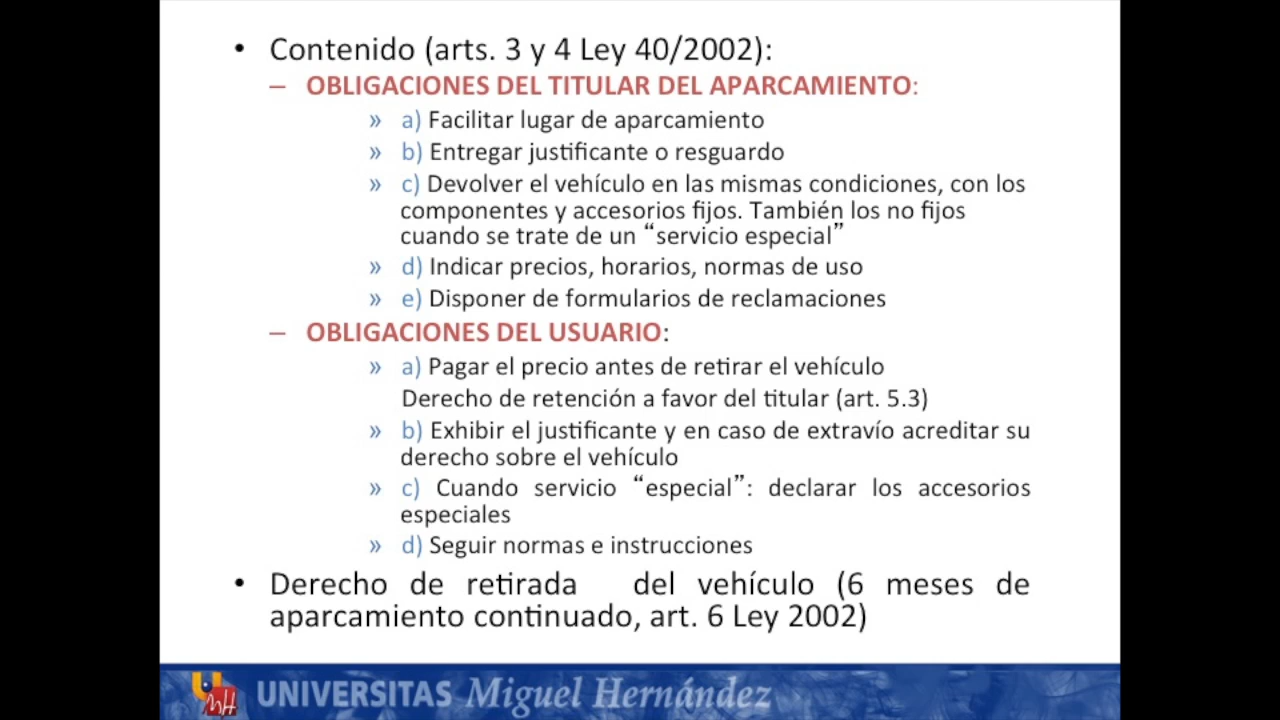 • Contenido (arts. 3 y 4 Ley 40/2002):
– OBLIGACIONES DEL TITULAR DEL APARCAMIENTO:
» a) Facilitar lugar de aparcamiento
» b) Entregar justificante o resguardo
» c) Devolver el vehículo en las mismas condiciones, con los
componentes y accesorios fijos. También los no fijos
cuando se trate de un “servicio especial”
» d) Indicar precios, horarios, normas de uso
» e) Disponer de formularios de reclamaciones
– OBLIGACIONES DEL USUARIO:
» a) Pagar el precio antes de retirar el vehículo
Derecho de retención a favor del titular (art. 5.3)
» b) Exhibir el justificante y en caso de extravío acreditar su
derecho sobre el vehículo
» c) Cuando servicio “especial”: declarar los accesorios
especiales
» d) Seguir normas e instrucciones
• Derecho de retirada del vehículo (6 meses de
aparcamiento continuado, art. 6 Ley 2002)
UNIVERSITAS Miguel Hernández